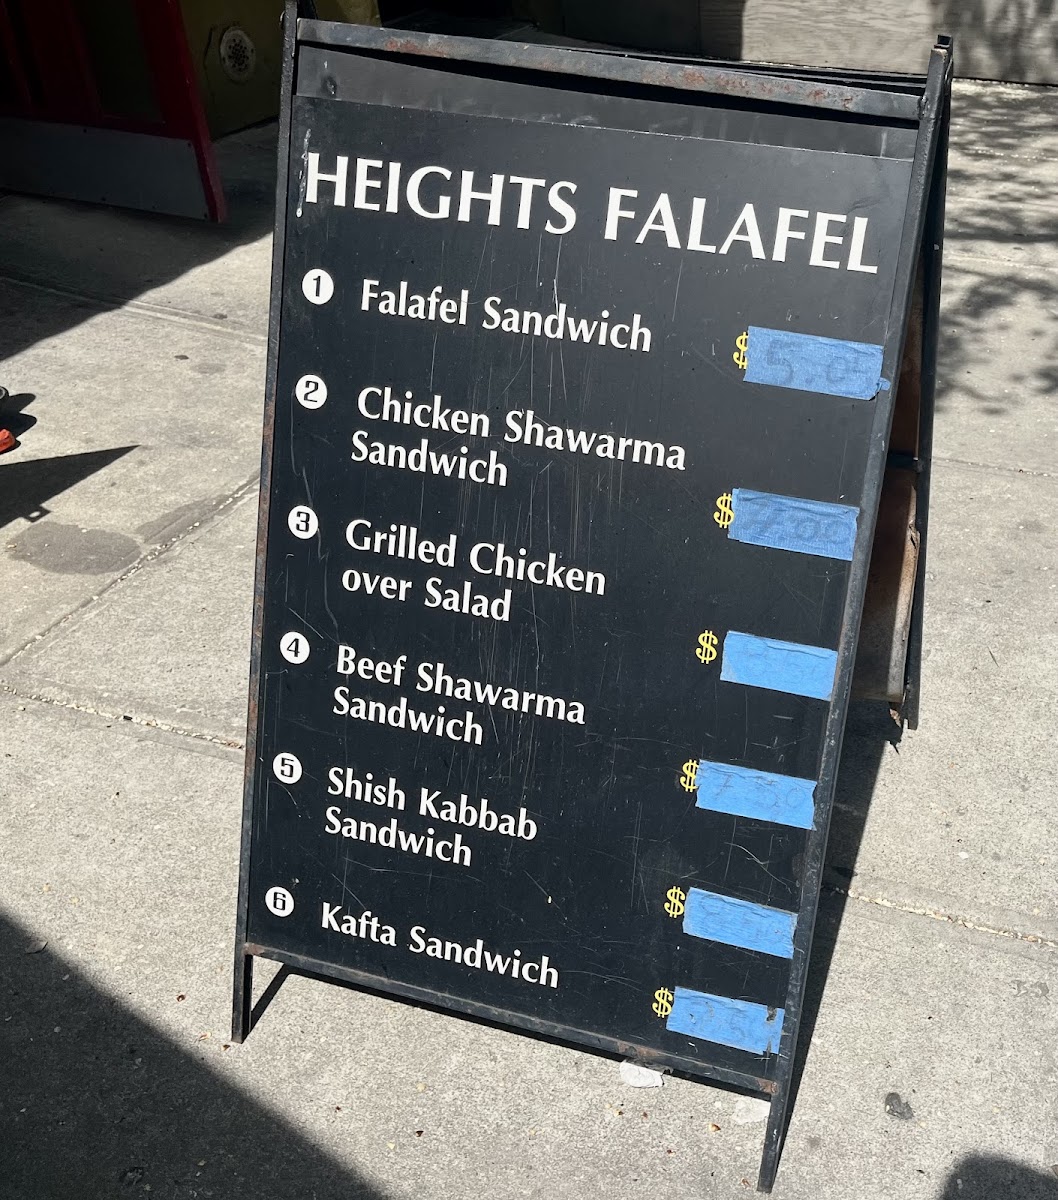 HEIGHTS FALAFEL
1 Falafel Sandwich
$
2 Chicken Shawarma
Sandwich
$
3 Grilled Chicken
over Salad
$
4 Beef Shawarma
Sandwich
$
5 Shish Kabbab
Sandwich
$
6 Kafta Sandwich
$